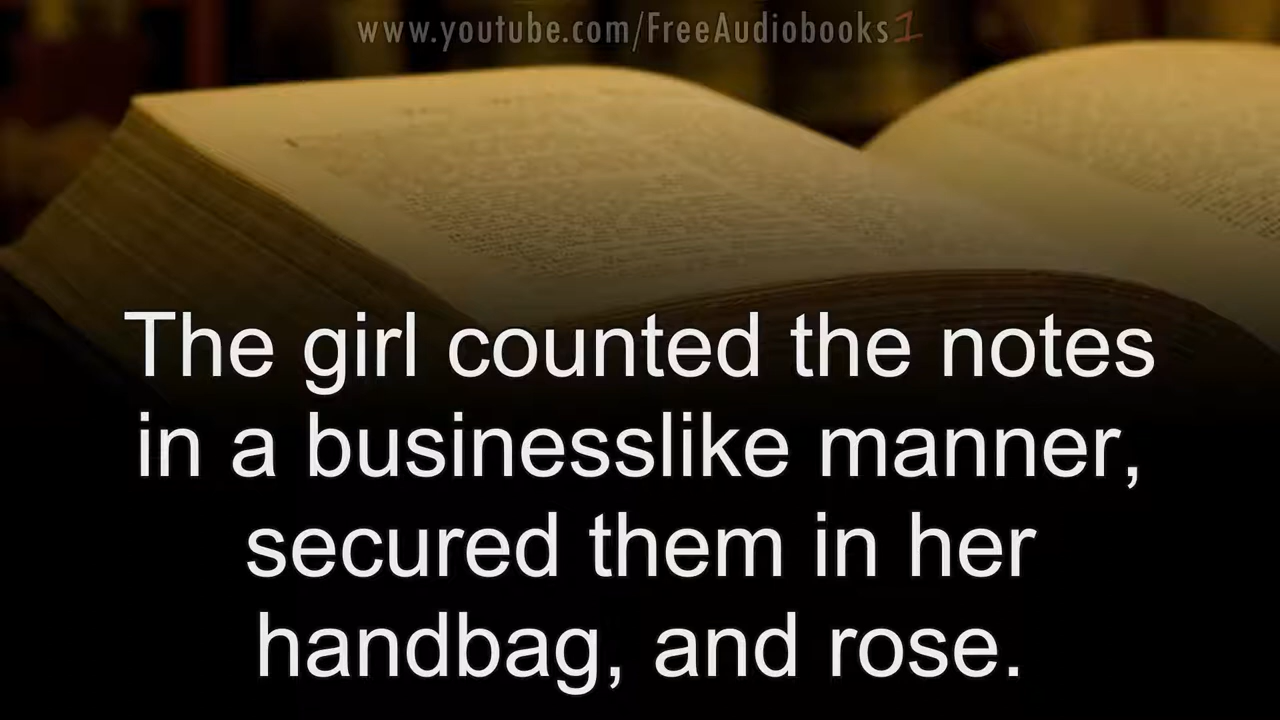 www.youtube.com/FreeAudiobooks1
The girl counted the notes
in a businesslike manner,
secured them in her
handbag, and rose.